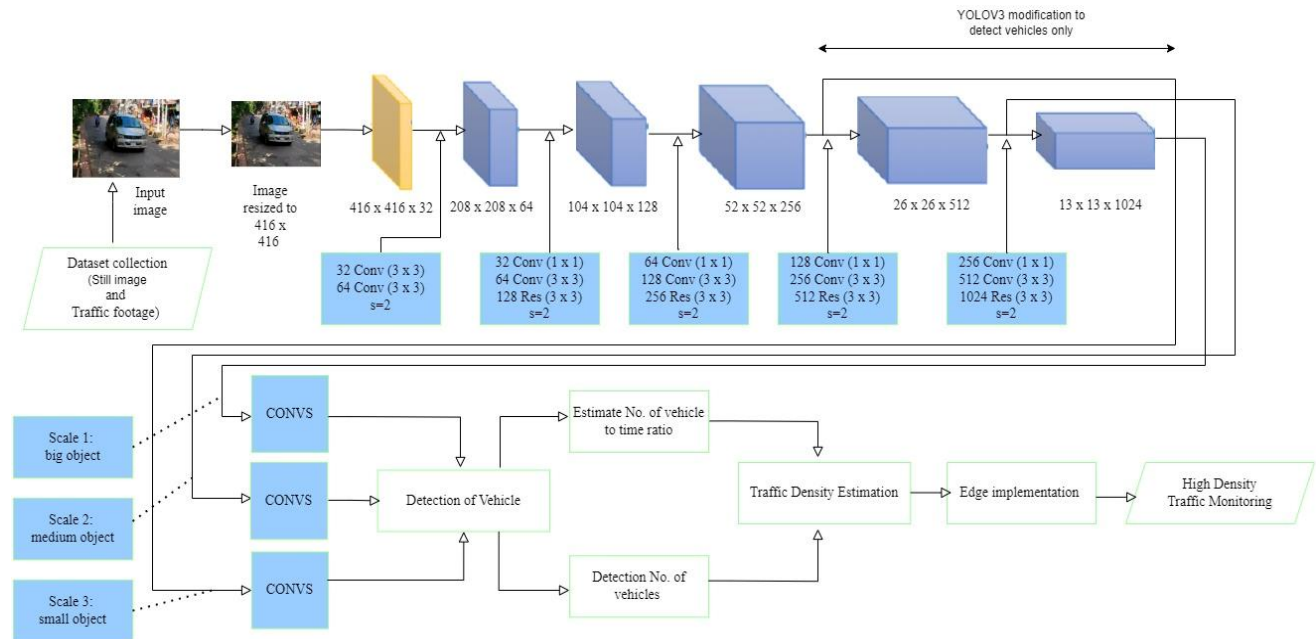 YOLOV3 modification to
detect vehicles only
Input
image
Image
resized to
416 x
416
416 x 416 x 32
208 x 208 x 64
104 x 104 x 128
52 x 52 x 256
26 x 26 x 512
13 x 13 x 1024
Dataset collection
(Still image
and
Traffic footage)
32 Conv (3 x 3)
64 Conv (3 x 3)
s=2
32 Conv (1 x 1)
64 Conv (3 x 3)
128 Res (3 x 3)
s=2
64 Conv (1 x 1)
128 Conv (3 x 3)
256 Res (3 x 3)
s=2
128 Conv (1 x 1)
256 Conv (3 x 3)
512 Res (3 x 3)
s=2
256 Conv (1 x 1)
512 Conv (3 x 3)
1024 Res (3 x 3)
s=2
Scale 1:
big object
Scale 2:
medium object
Scale 3:
small object
CONVS
CONVS
CONVS
Detection of Vehicle
Estimate No. of vehicle
to time ratio
Detection No. of
vehicles
Traffic Density Estimation
Edge implementation
High Density
Traffic Monitoring